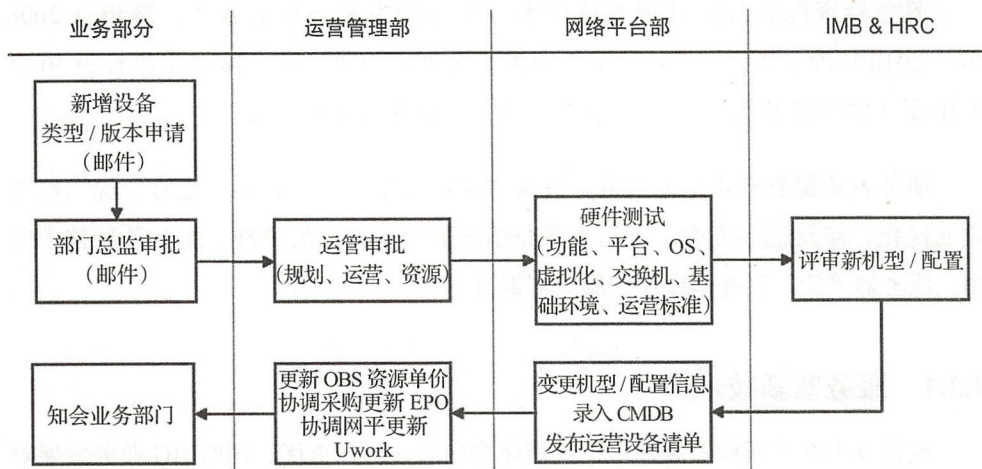 业务部分
运营管理部
网络平台部
IMB & HRC
新增设备
类型 / 版本申请
（邮件）
部门总监审批
（邮件）
运管审批
（规划、运营、资源）
硬件测试
（功能、平台、OS、
虚拟化、交换机、基
础环境、运营标准）
评审新机型 / 配置
知会业务部门
更新 OBS 资源单价
协调采购更新 EPO
协调网平更新
Uwork
变更机型 / 配置信息
录入 CMDB
发布运营设备清单